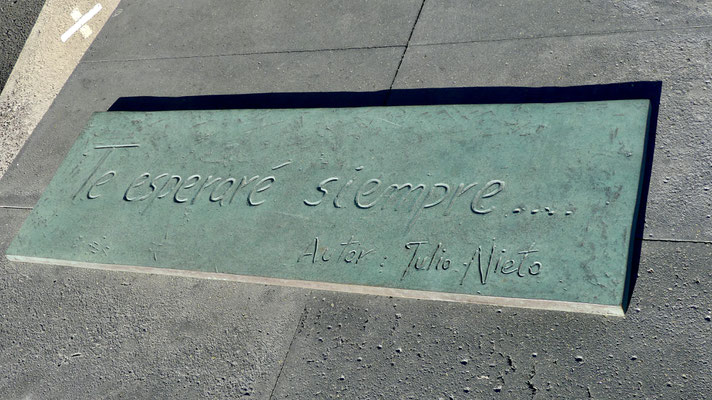 Te esperaré siempre.....
Autor: Julio Nieto